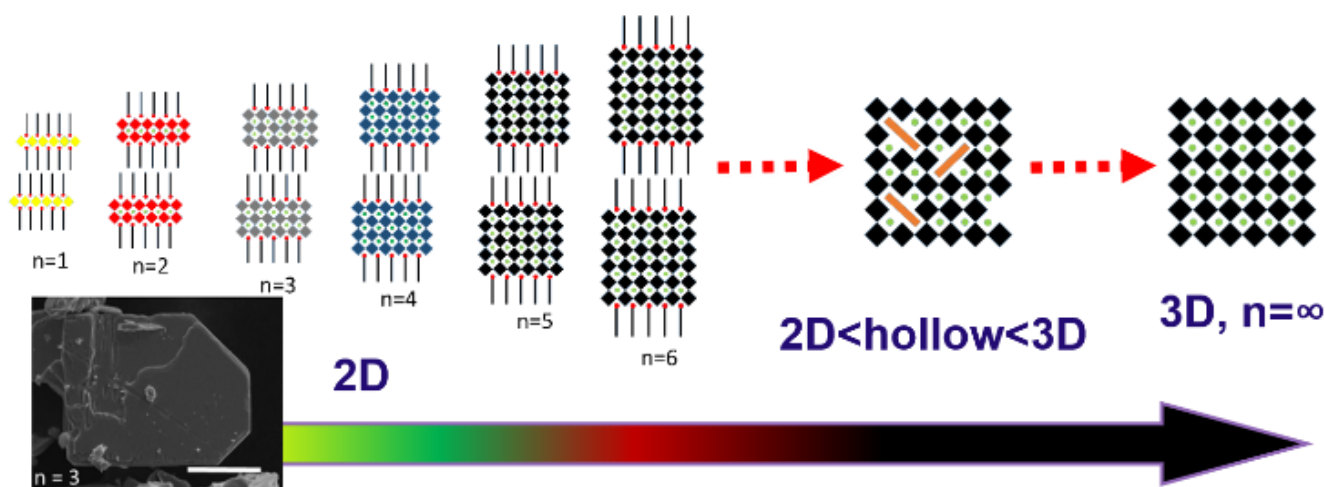 n=1
n=2
n=3
n=4
n=5
n=6
2D<hollow<3D
3D, n=∞
2D
n = 3